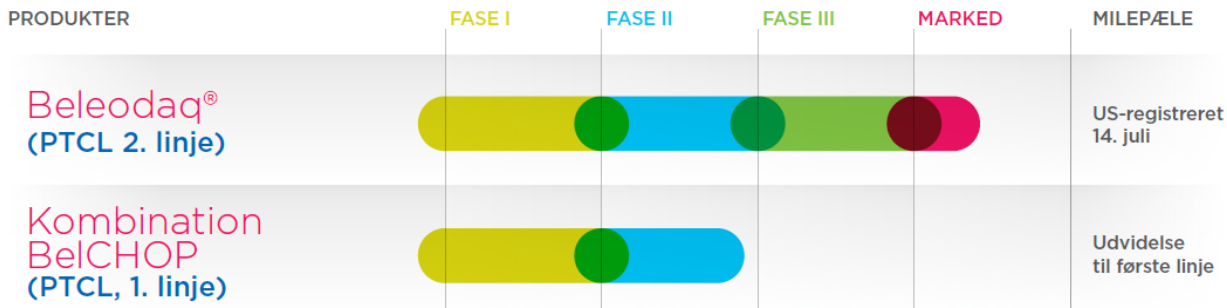 PRODUKTER FASE I FASE II FASE III MARKED MILEPÆLE
Beleodaq®
(PTCL 2. linje)
US-registreret
14. juli
Kombination
BelCHOP
(PTCL, 1. linje)
Udvidelse
til første linje